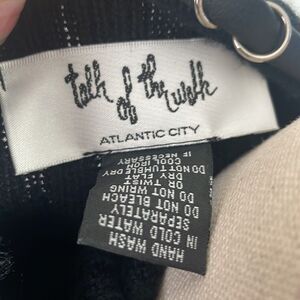 talk of the walk
ATLANTIC CITY
HAND WASH
IN COLD WATER
SEPARATELY
DO NOT BLEACH
DO NOT WRING
OR TWIST
DRY FLAT
DO NOT TUMBLE DRY
COOL IRON
IF NECESSARY